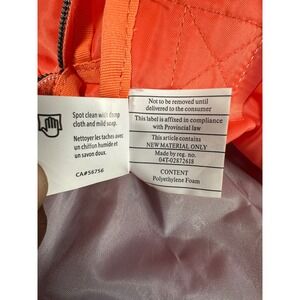 Spot clean with damp
cloth and mild soap.
Nettoyer les taches avec
un chiffon humide et
un savon doux.
CA#56756
Not to be removed until
delivered to the consumer
This label is affixed in compliance
with Provincial law
This article contains
NEW MATERIAL ONLY
Made by reg. no.
04T-02872618
CONTENT
Polyethylene Foam